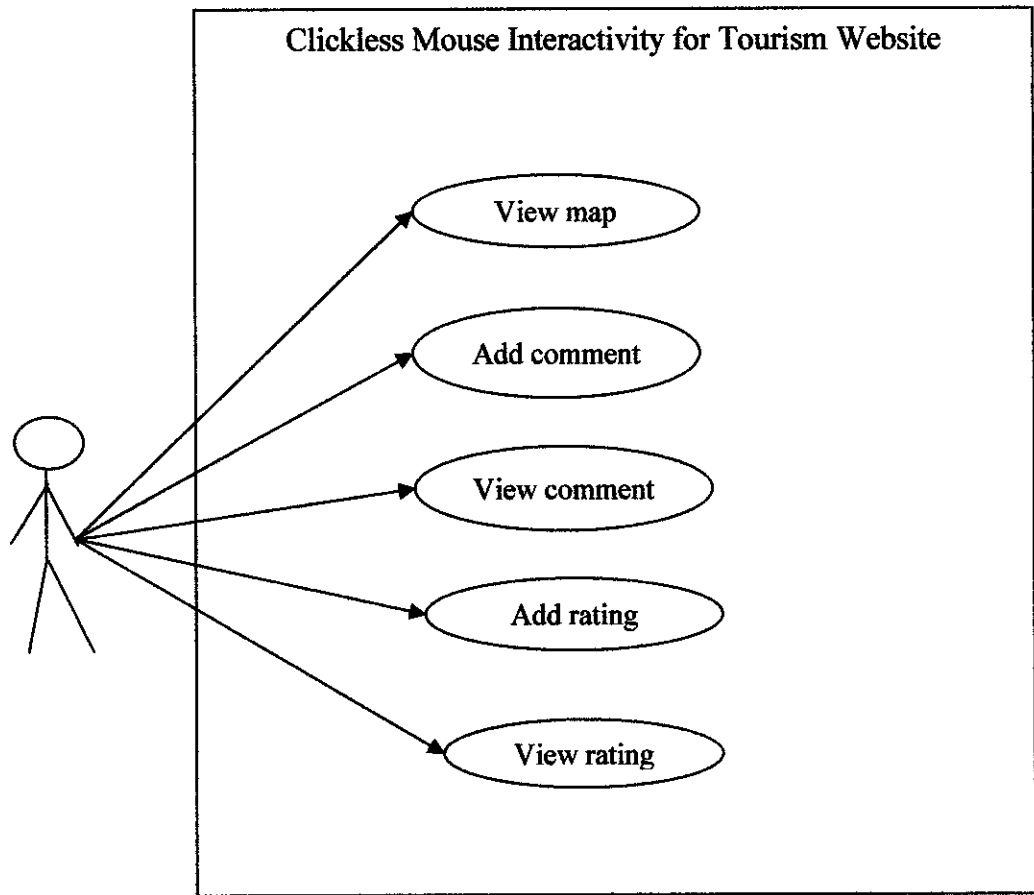 Clickless Mouse Interactivity for Tourism Website
View map
Add comment
View comment
Add rating
View rating